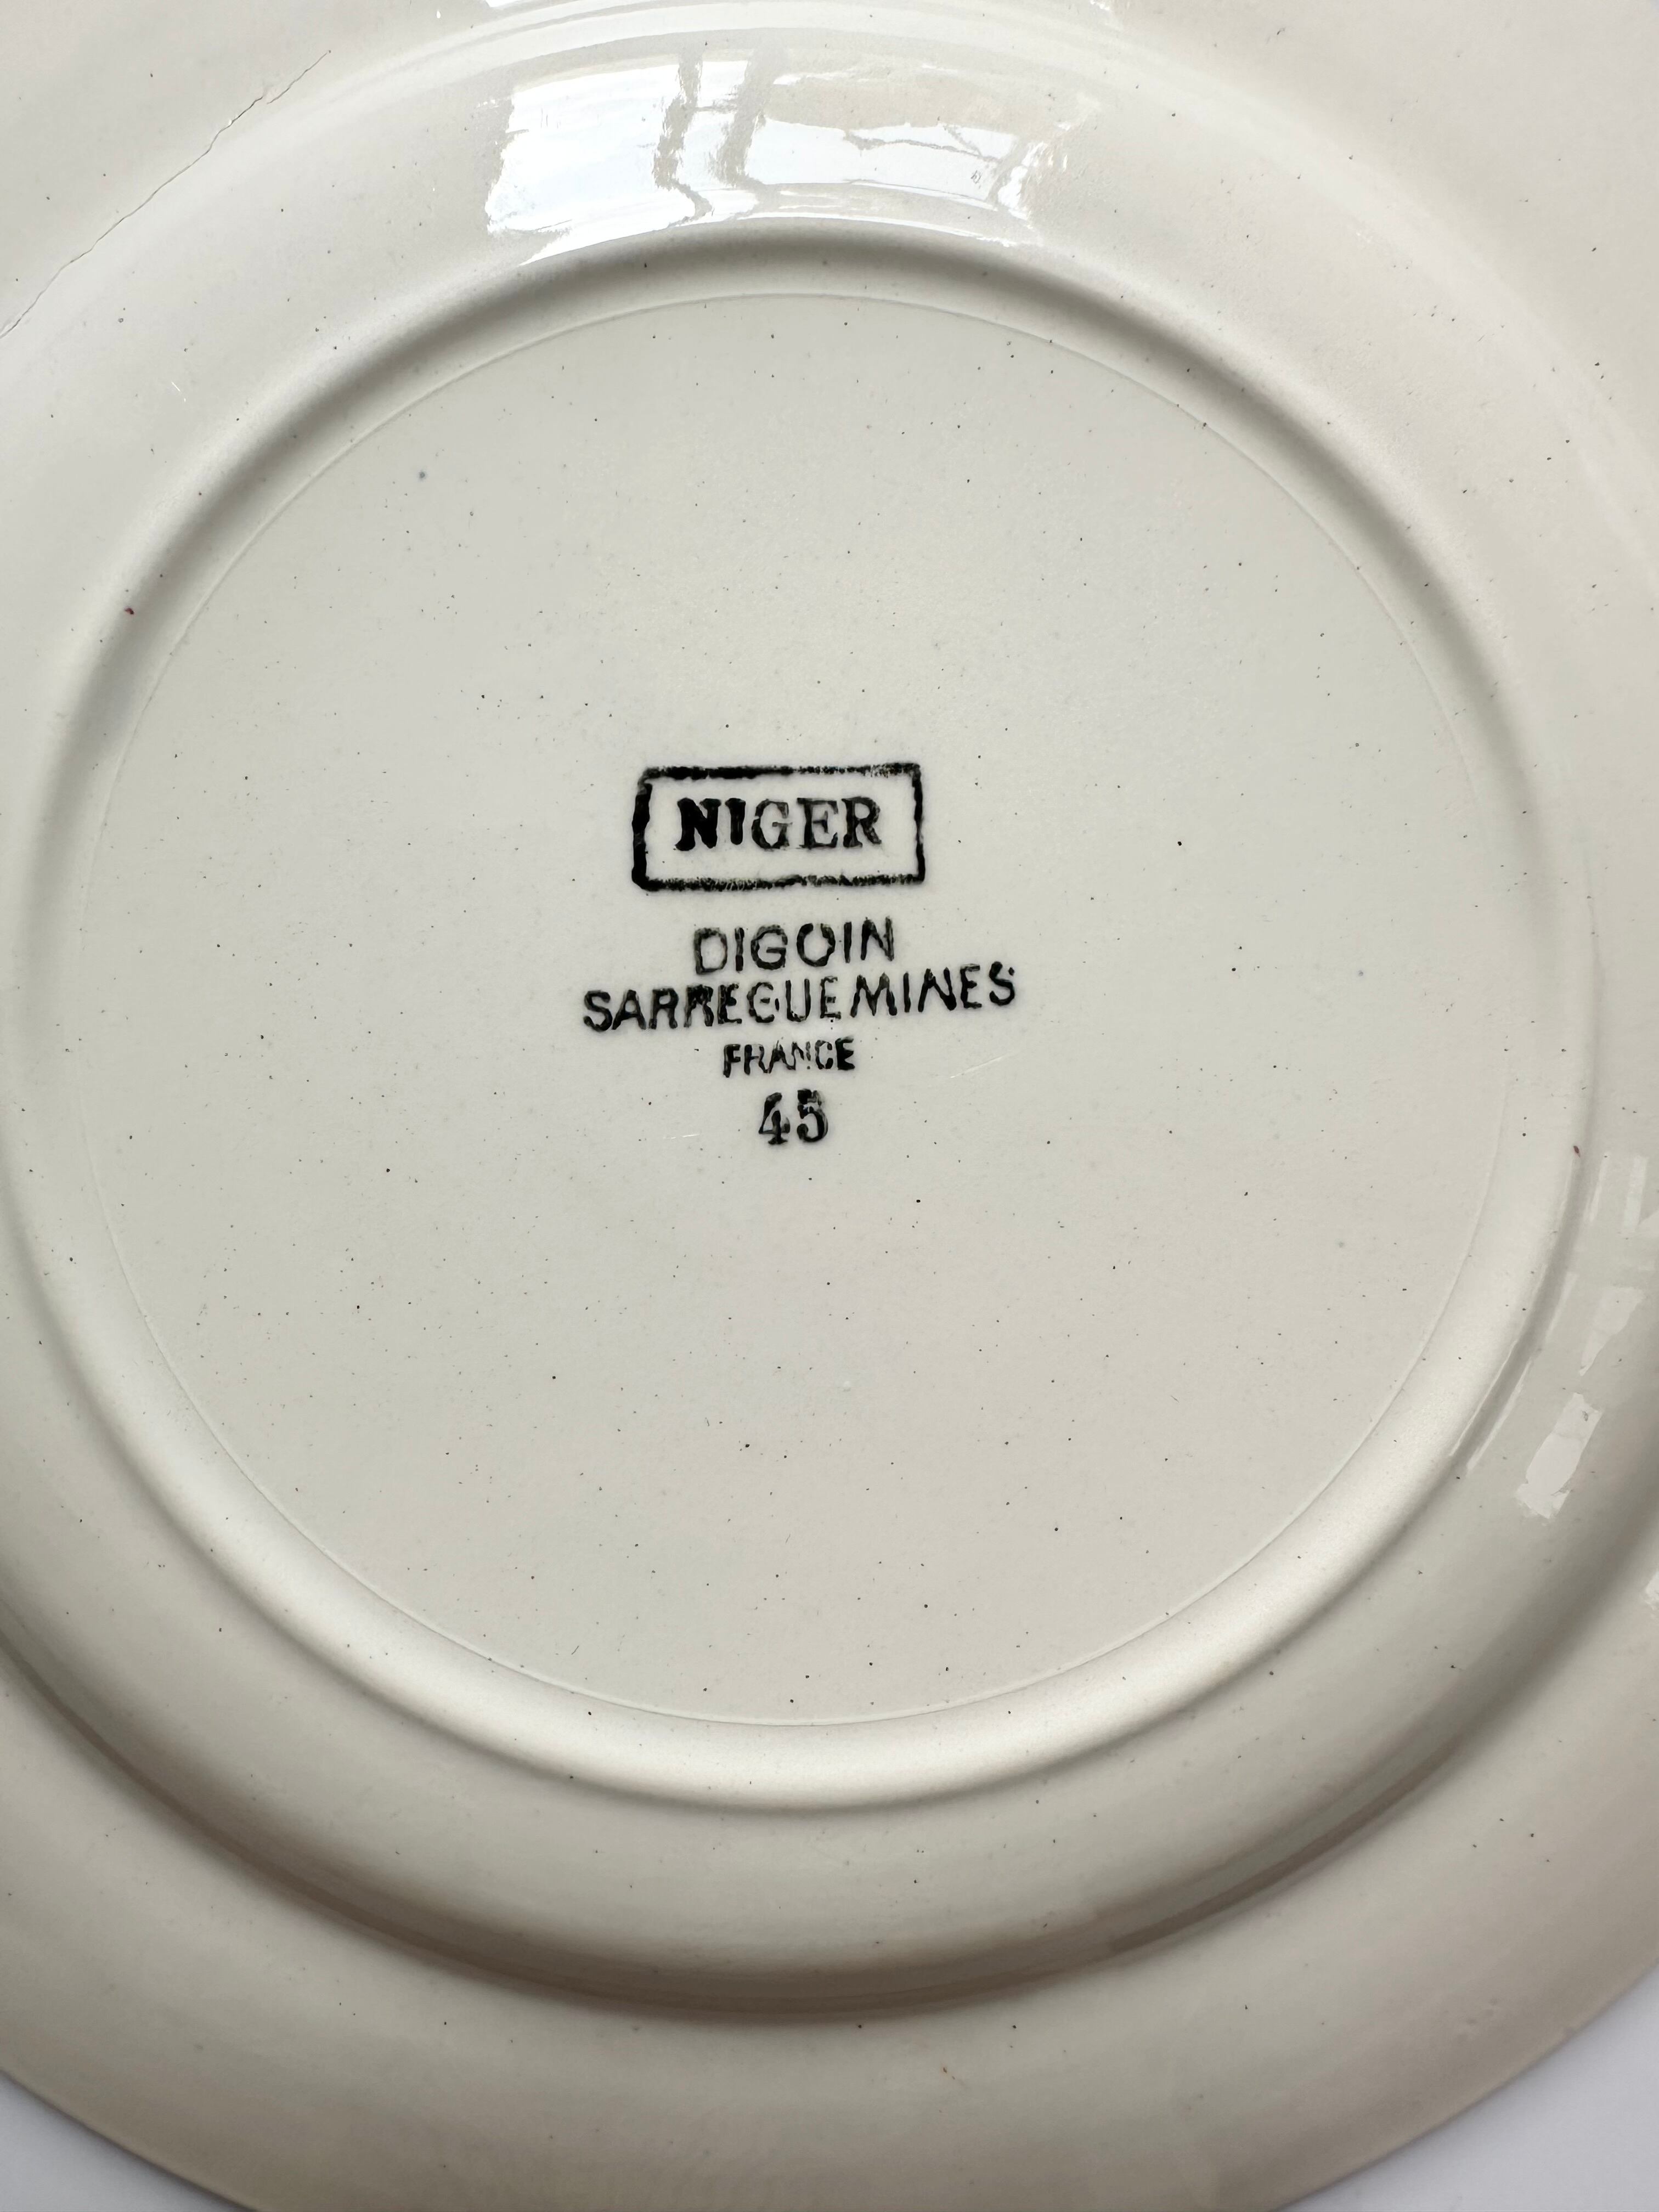 NIGER
DIGOIN
SARREGUEMINES
FRANCE
45